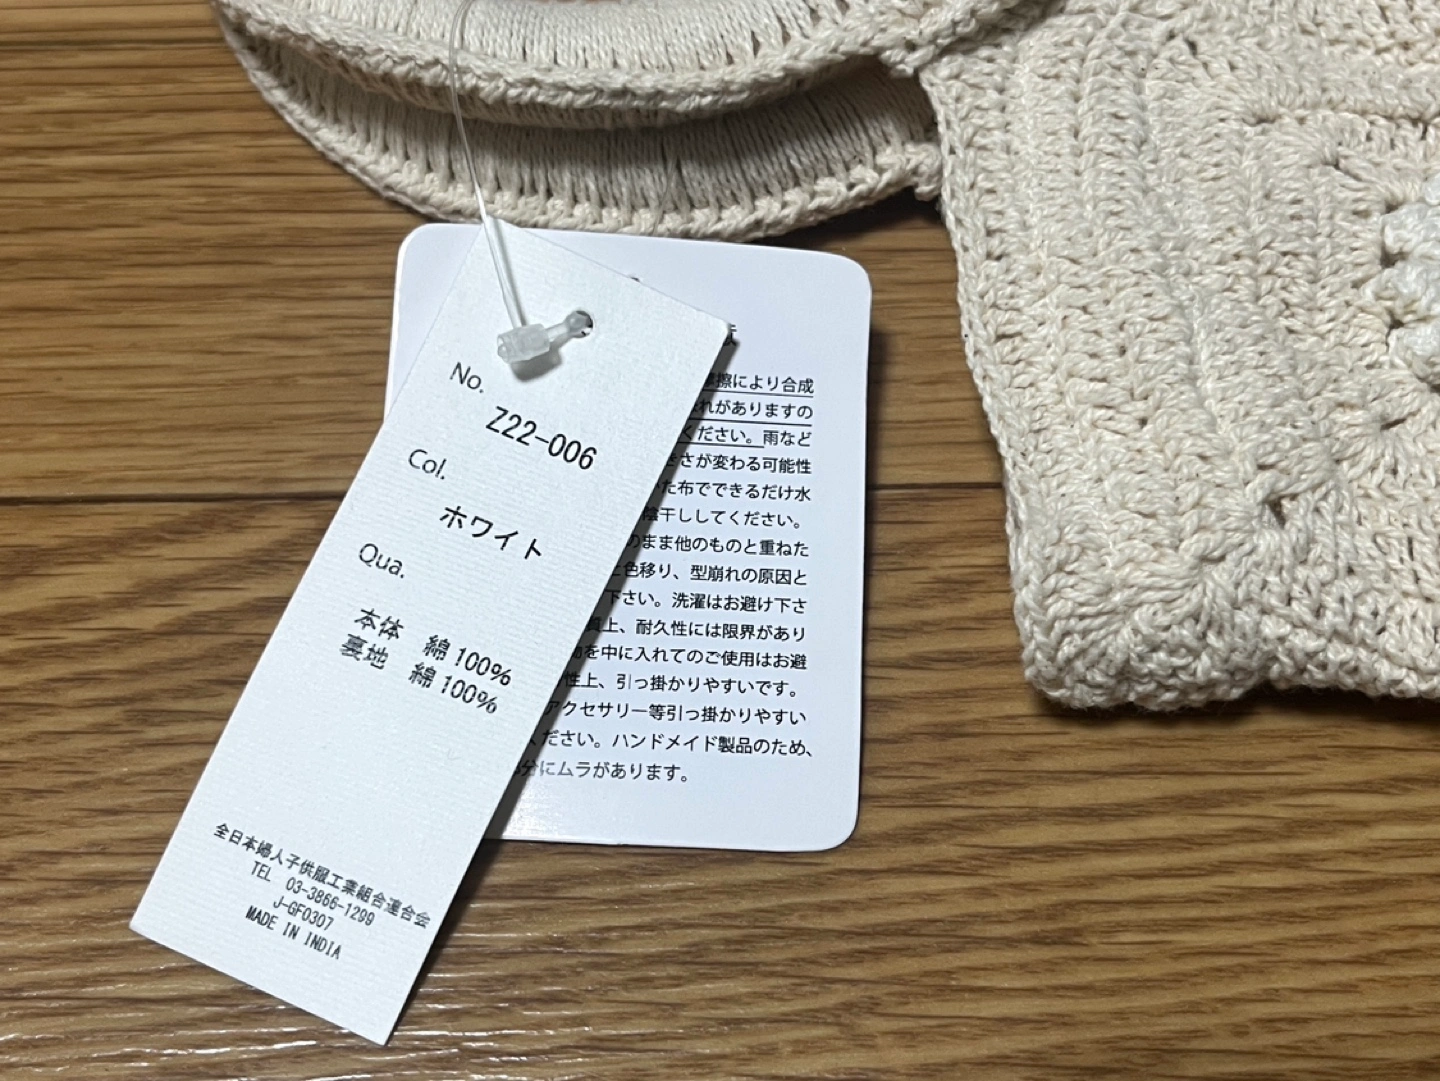 No.
Z22-006
Col.
ホワイト
Qua.
本体 綿100%
裏地 綿100%
全日本婦人子供服工業組合連合会
TEL 03-3866-1299
J-GF0307
MADE IN INDIA
擦により合成
れがありますの
ください。雨など
さが変わる可能性
た布でできるだけ水
陰干ししてください。
のまま他のものと重ねた
色移り、型崩れの原因と
下さい。洗濯はお避け下さ
上、耐久性には限界があり
を中に入れてのご使用はお避
性上、引っ掛かりやすいです。
アクセサリー等引っ掛かりやすい
ください。ハンドメイド製品のため、
分にムラがあります。